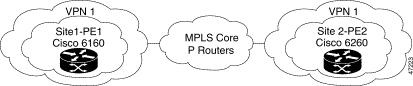 VPN 1
Site1-PE1
Cisco 6160
MPLS Core
P Routers
VPN 1
Site 2-PE2
Cisco 6260
47223